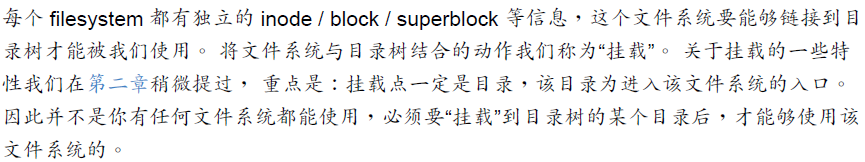 每个 filesystem 都有独立的 inode / block / superblock 等信息，这个文件系统要能够链接到目
录树才能被我们使用。 将文件系统与目录树结合的动作我们称为“挂载”。 关于挂载的一些特
性我们在第二章稍微提过， 重点是：挂载点一定是目录，该目录为进入该文件系统的入口。
因此并不是你有任何文件系统都能使用，必须要“挂载”到目录树的某个目录后，才能够使用该
文件系统的。